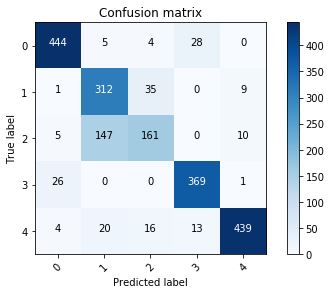 Confusion matrix
0 444 5 4 28 0
1 1 312 35 0 9
2 5 147 161 0 10
3 26 0 0 369 1
4 4 20 16 13 439
0 1 2 3 4
True label
Predicted label
400
350
300
250
200
150
100
50
0